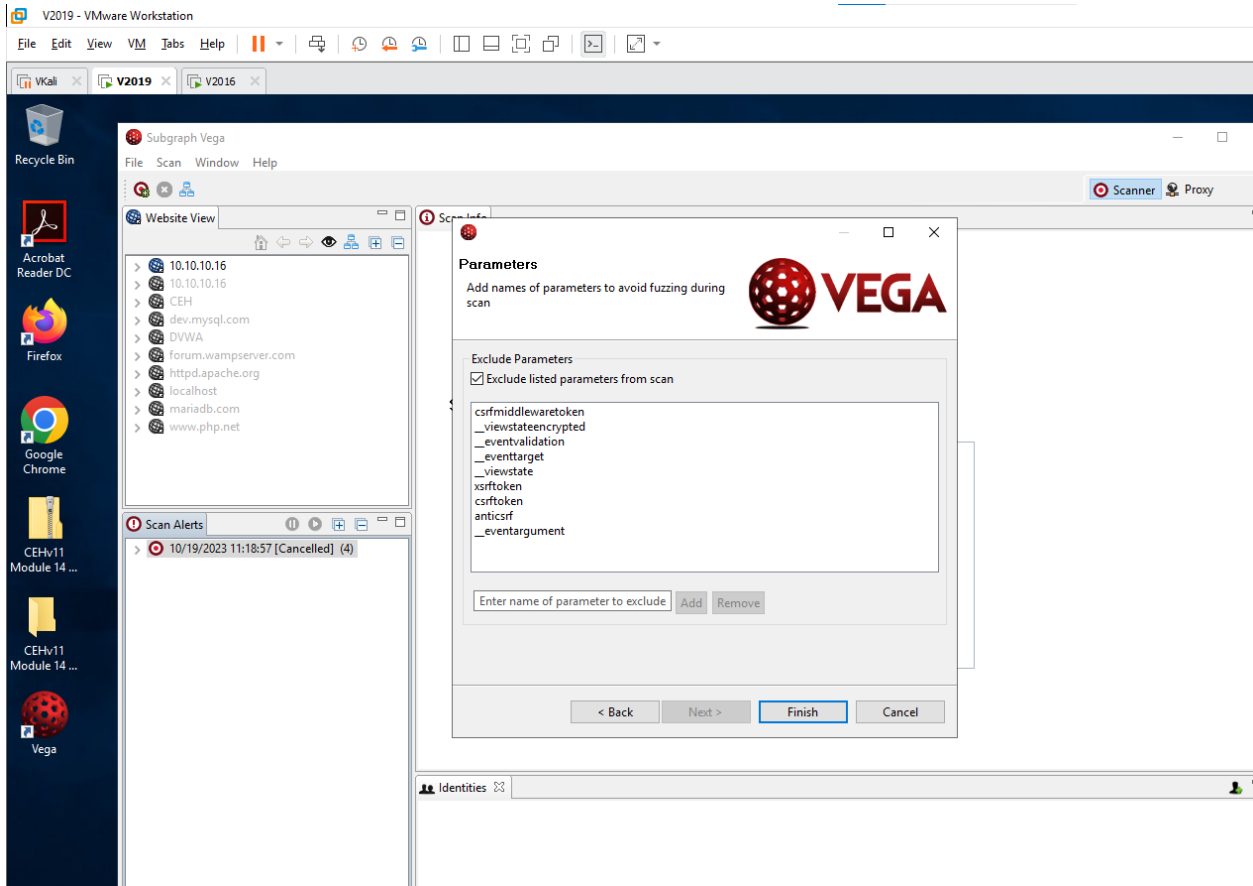 V2019 - VMware Workstation
File Edit View VM Tabs Help
VKali V2019 V2016
Recycle Bin
Acrobat
Reader DC
Firefox
Google
Chrome
CEHv11
Module 14 ...
CEHv11
Module 14 ...
Vega
Subgraph Vega
File Scan Window Help
Scanner Proxy
Website View
10.10.10.16
10.10.10.16
CEH
dev.mysql.com
DVWA
forum.wampserver.com
httpd.apache.org
localhost
mariadb.com
www.php.net
Scan Alerts
10/19/2023 11:18:57 [Cancelled] (4)
Scan Info
Parameters
Add names of parameters to avoid fuzzing during
scan
VEGA
Exclude Parameters
Exclude listed parameters from scan
csrfmiddlewaretoken
__viewstateencrypted
__eventvalidation
__eventtarget
__viewstate
xsrftoken
csrftoken
anticsrf
__eventargument
Enter name of parameter to exclude Add Remove
< Back Next > Finish Cancel
Identities